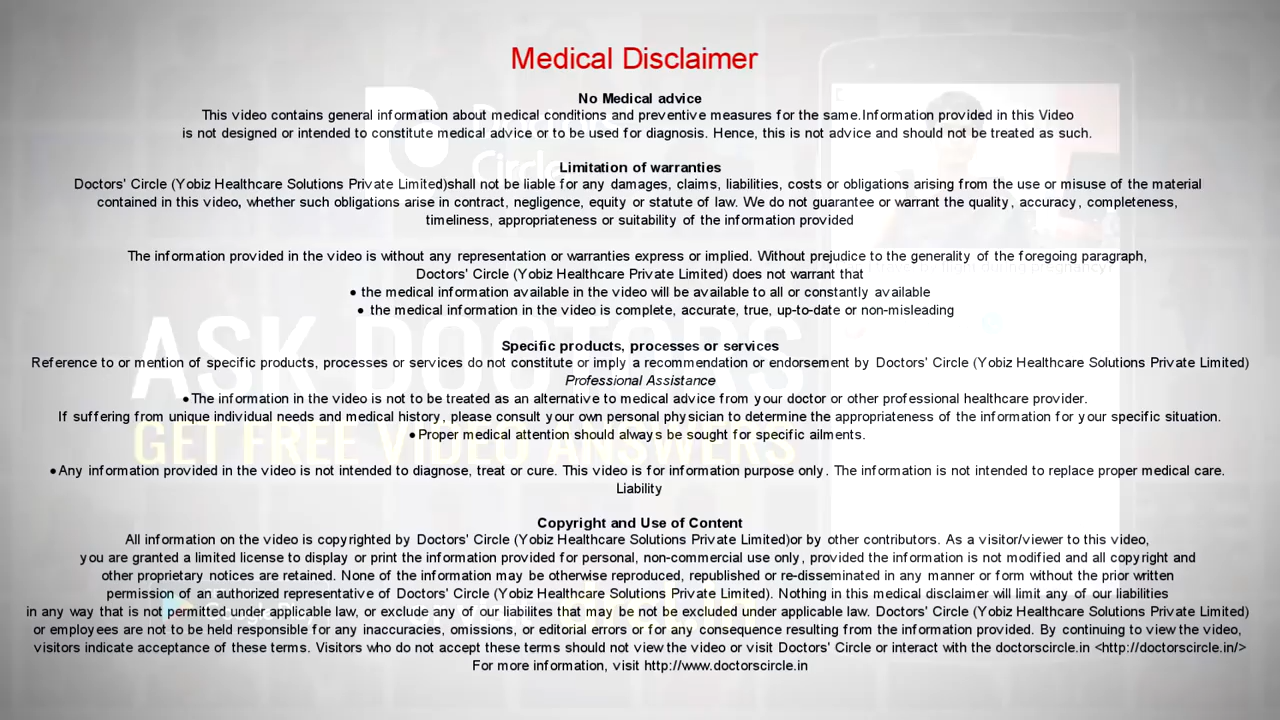 Medical Disclaimer
No Medical advice
This video contains general information about medical conditions and preventive measures for the same.Information provided in this Video
is not designed or intended to constitute medical advice or to be used for diagnosis. Hence, this is not advice and should not be treated as such.
Limitation of warranties
Doctors' Circle (Yobiz Healthcare Solutions Private Limited)shall not be liable for any damages, claims, liabilities, costs or obligations arising from the use or misuse of the material
contained in this video, whether such obligations arise in contract, negligence, equity or statute of law. We do not guarantee or warrant the quality, accuracy, completeness,
timeliness, appropriateness or suitability of the information provided
The information provided in the video is without any representation or warranties express or implied. Without prejudice to the generality of the foregoing paragraph,
Doctors' Circle (Yobiz Healthcare Private Limited) does not warrant that
• the medical information available in the video will be available to all or constantly available
• the medical information in the video is complete, accurate, true, up-to-date or non-misleading
Specific products, processes or services
Reference to or mention of specific products, processes or services do not constitute or imply a recommendation or endorsement by Doctors' Circle (Yobiz Healthcare Solutions Private Limited)
Professional Assistance
•The information in the video is not to be treated as an alternative to medical advice from your doctor or other professional healthcare provider.
If suffering from unique individual needs and medical history, please consult your own personal physician to determine the appropriateness of the information for your specific situation.
•Proper medical attention should always be sought for specific ailments.
•Any information provided in the video is not intended to diagnose, treat or cure. This video is for information purpose only. The information is not intended to replace proper medical care.
Liability
Copyright and Use of Content
All information on the video is copyrighted by Doctors' Circle (Yobiz Healthcare Solutions Private Limited)or by other contributors. As a visitor/viewer to this video,
you are granted a limited license to display or print the information provided for personal, non-commercial use only, provided the information is not modified and all copyright and
other proprietary notices are retained. None of the information may be otherwise reproduced, republished or re-disseminated in any manner or form without the prior written
permission of an authorized representative of Doctors' Circle (Yobiz Healthcare Solutions Private Limited). Nothing in this medical disclaimer will limit any of our liabilities
in any way that is not permitted under applicable law, or exclude any of our liabilites that may be not be excluded under applicable law. Doctors' Circle (Yobiz Healthcare Solutions Private Limited)
or employees are not to be held responsible for any inaccuracies, omissions, or editorial errors or for any consequence resulting from the information provided. By continuing to view the video,
visitors indicate acceptance of these terms. Visitors who do not accept these terms should not view the video or visit Doctors' Circle or interact with the doctorscircle.in <http://doctorscircle.in/>
For more information, visit http://www.doctorscircle.in
Circle
ASK DOCTORS
GET FREE VIDEO ANSWERS
Google Play
during pregnancy?